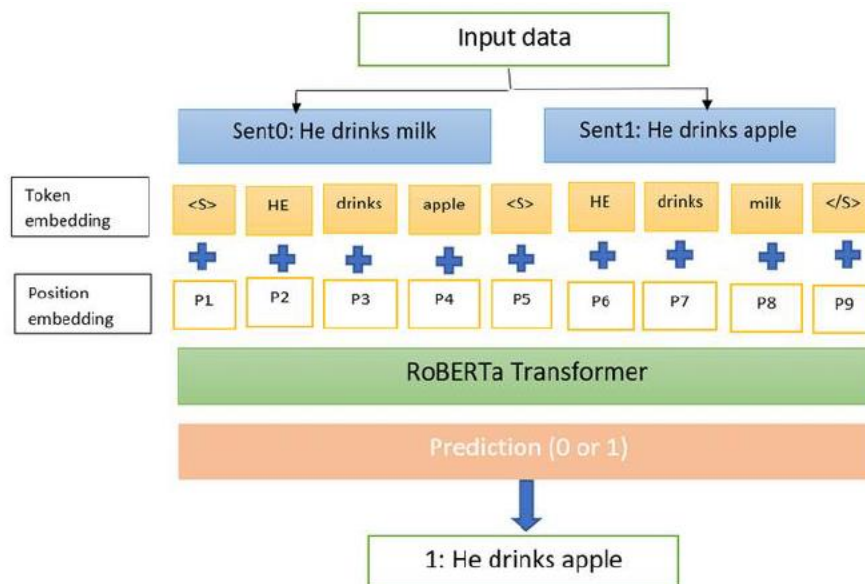 Input data
Sent0: He drinks milk
Sent1: He drinks apple
Token embedding
<S> HE drinks apple <S> HE drinks milk </S>
Position embedding
P1 P2 P3 P4 P5 P6 P7 P8 P9
RoBERTa Transformer
Prediction (0 or 1)
1: He drinks apple